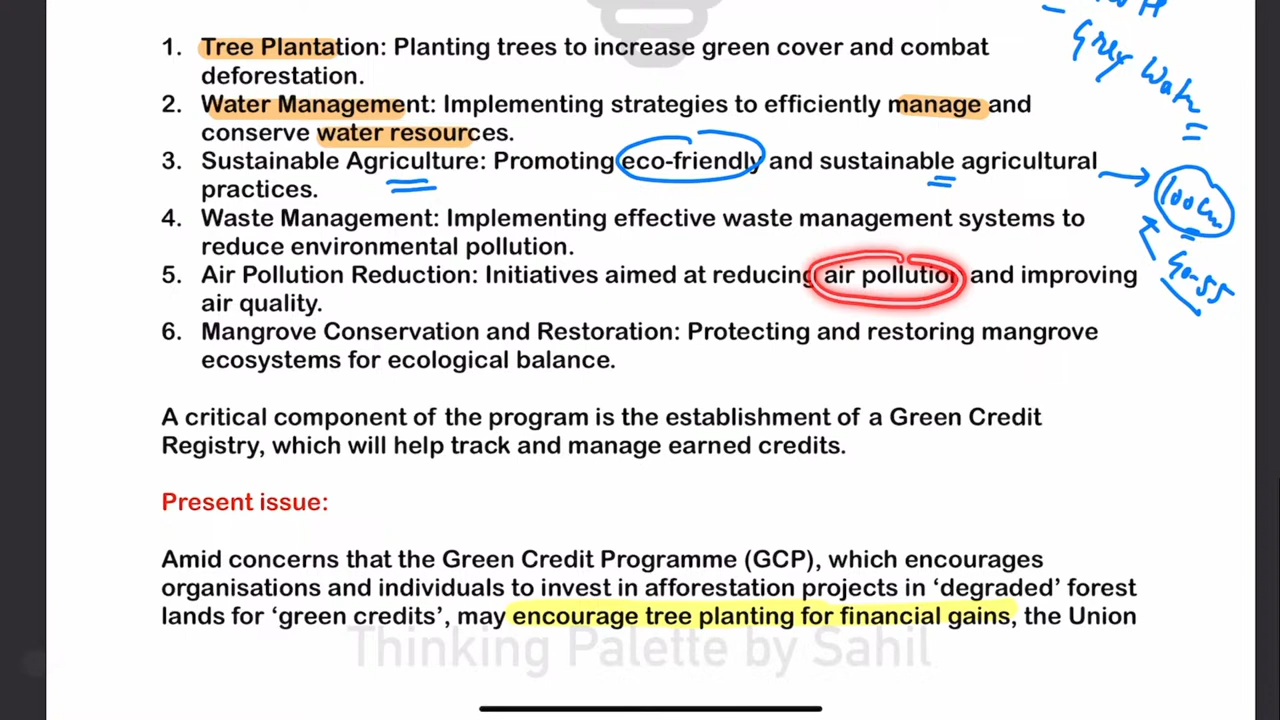 1. Tree Plantation: Planting trees to increase green cover and combat
deforestation.
2. Water Management: Implementing strategies to efficiently manage and
conserve water resources.
3. Sustainable Agriculture: Promoting eco-friendly and sustainable agricultural
practices.
4. Waste Management: Implementing effective waste management systems to
reduce environmental pollution.
5. Air Pollution Reduction: Initiatives aimed at reducing air pollution and improving
air quality.
6. Mangrove Conservation and Restoration: Protecting and restoring mangrove
ecosystems for ecological balance.
Grey Water
100cm
50-55
A critical component of the program is the establishment of a Green Credit
Registry, which will help track and manage earned credits.
Present issue:
Amid concerns that the Green Credit Programme (GCP), which encourages
organisations and individuals to invest in afforestation projects in ‘degraded’ forest
lands for ‘green credits’, may encourage tree planting for financial gains, the Union
Thinking Palette by Sahil